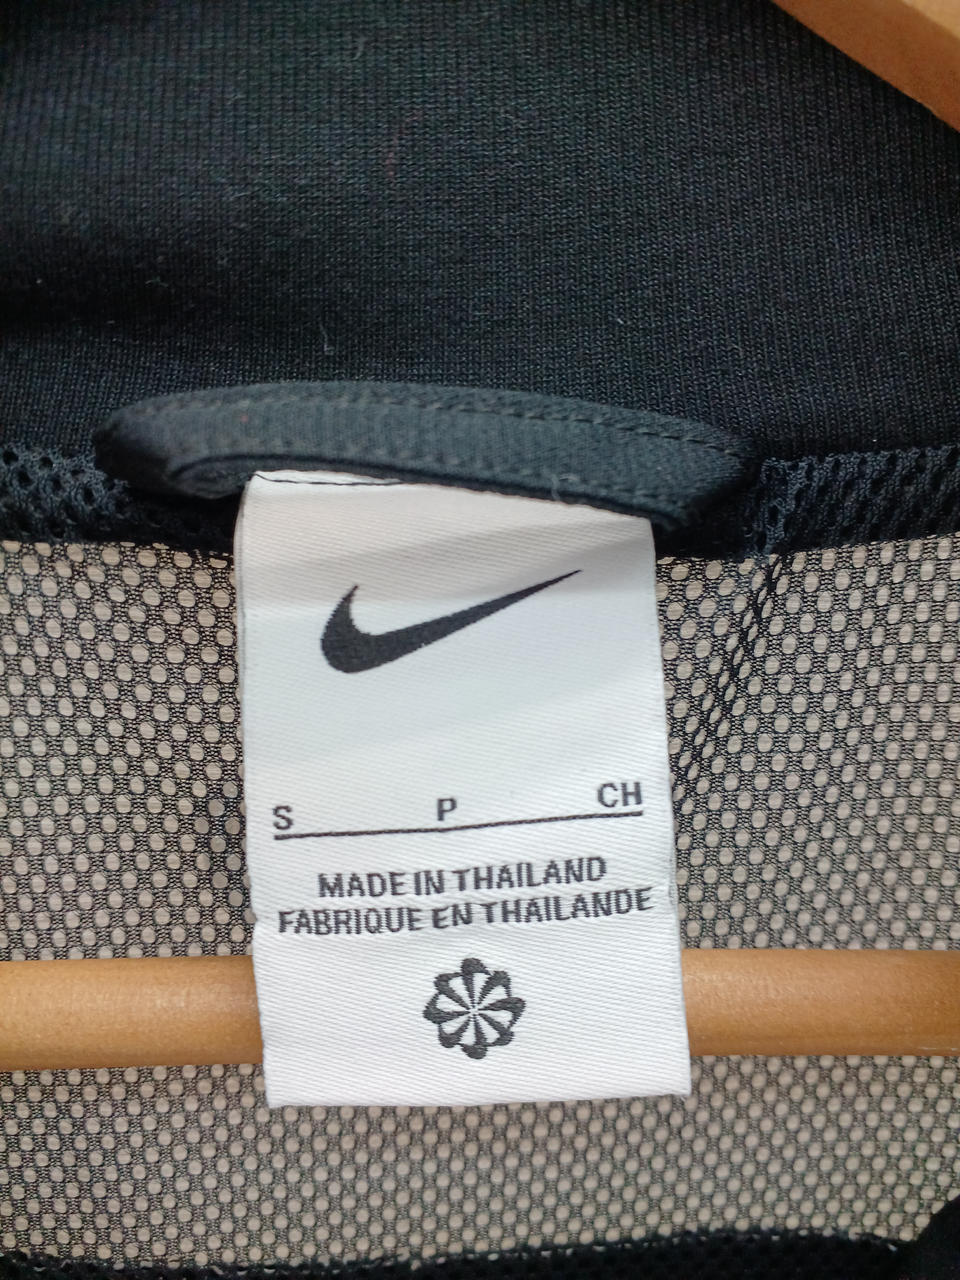 S P CH
MADE IN THAILAND
FABRIQUE EN THAILANDE